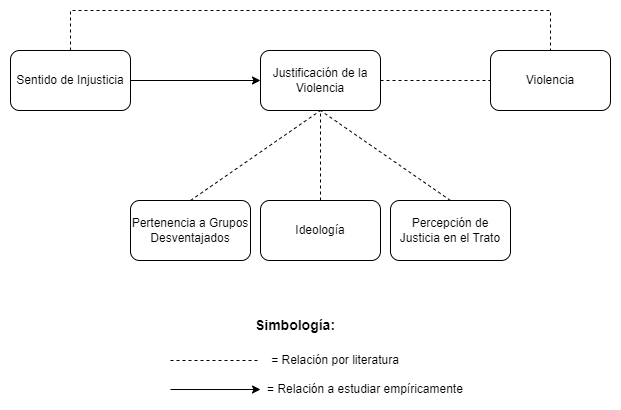 Sentido de Injusticia
Justificación de la
Violencia
Violencia
Pertenencia a Grupos
Desventajados
Ideología
Percepción de
Justicia en el Trato
Simbología:
= Relación por literatura
= Relación a estudiar empíricamente